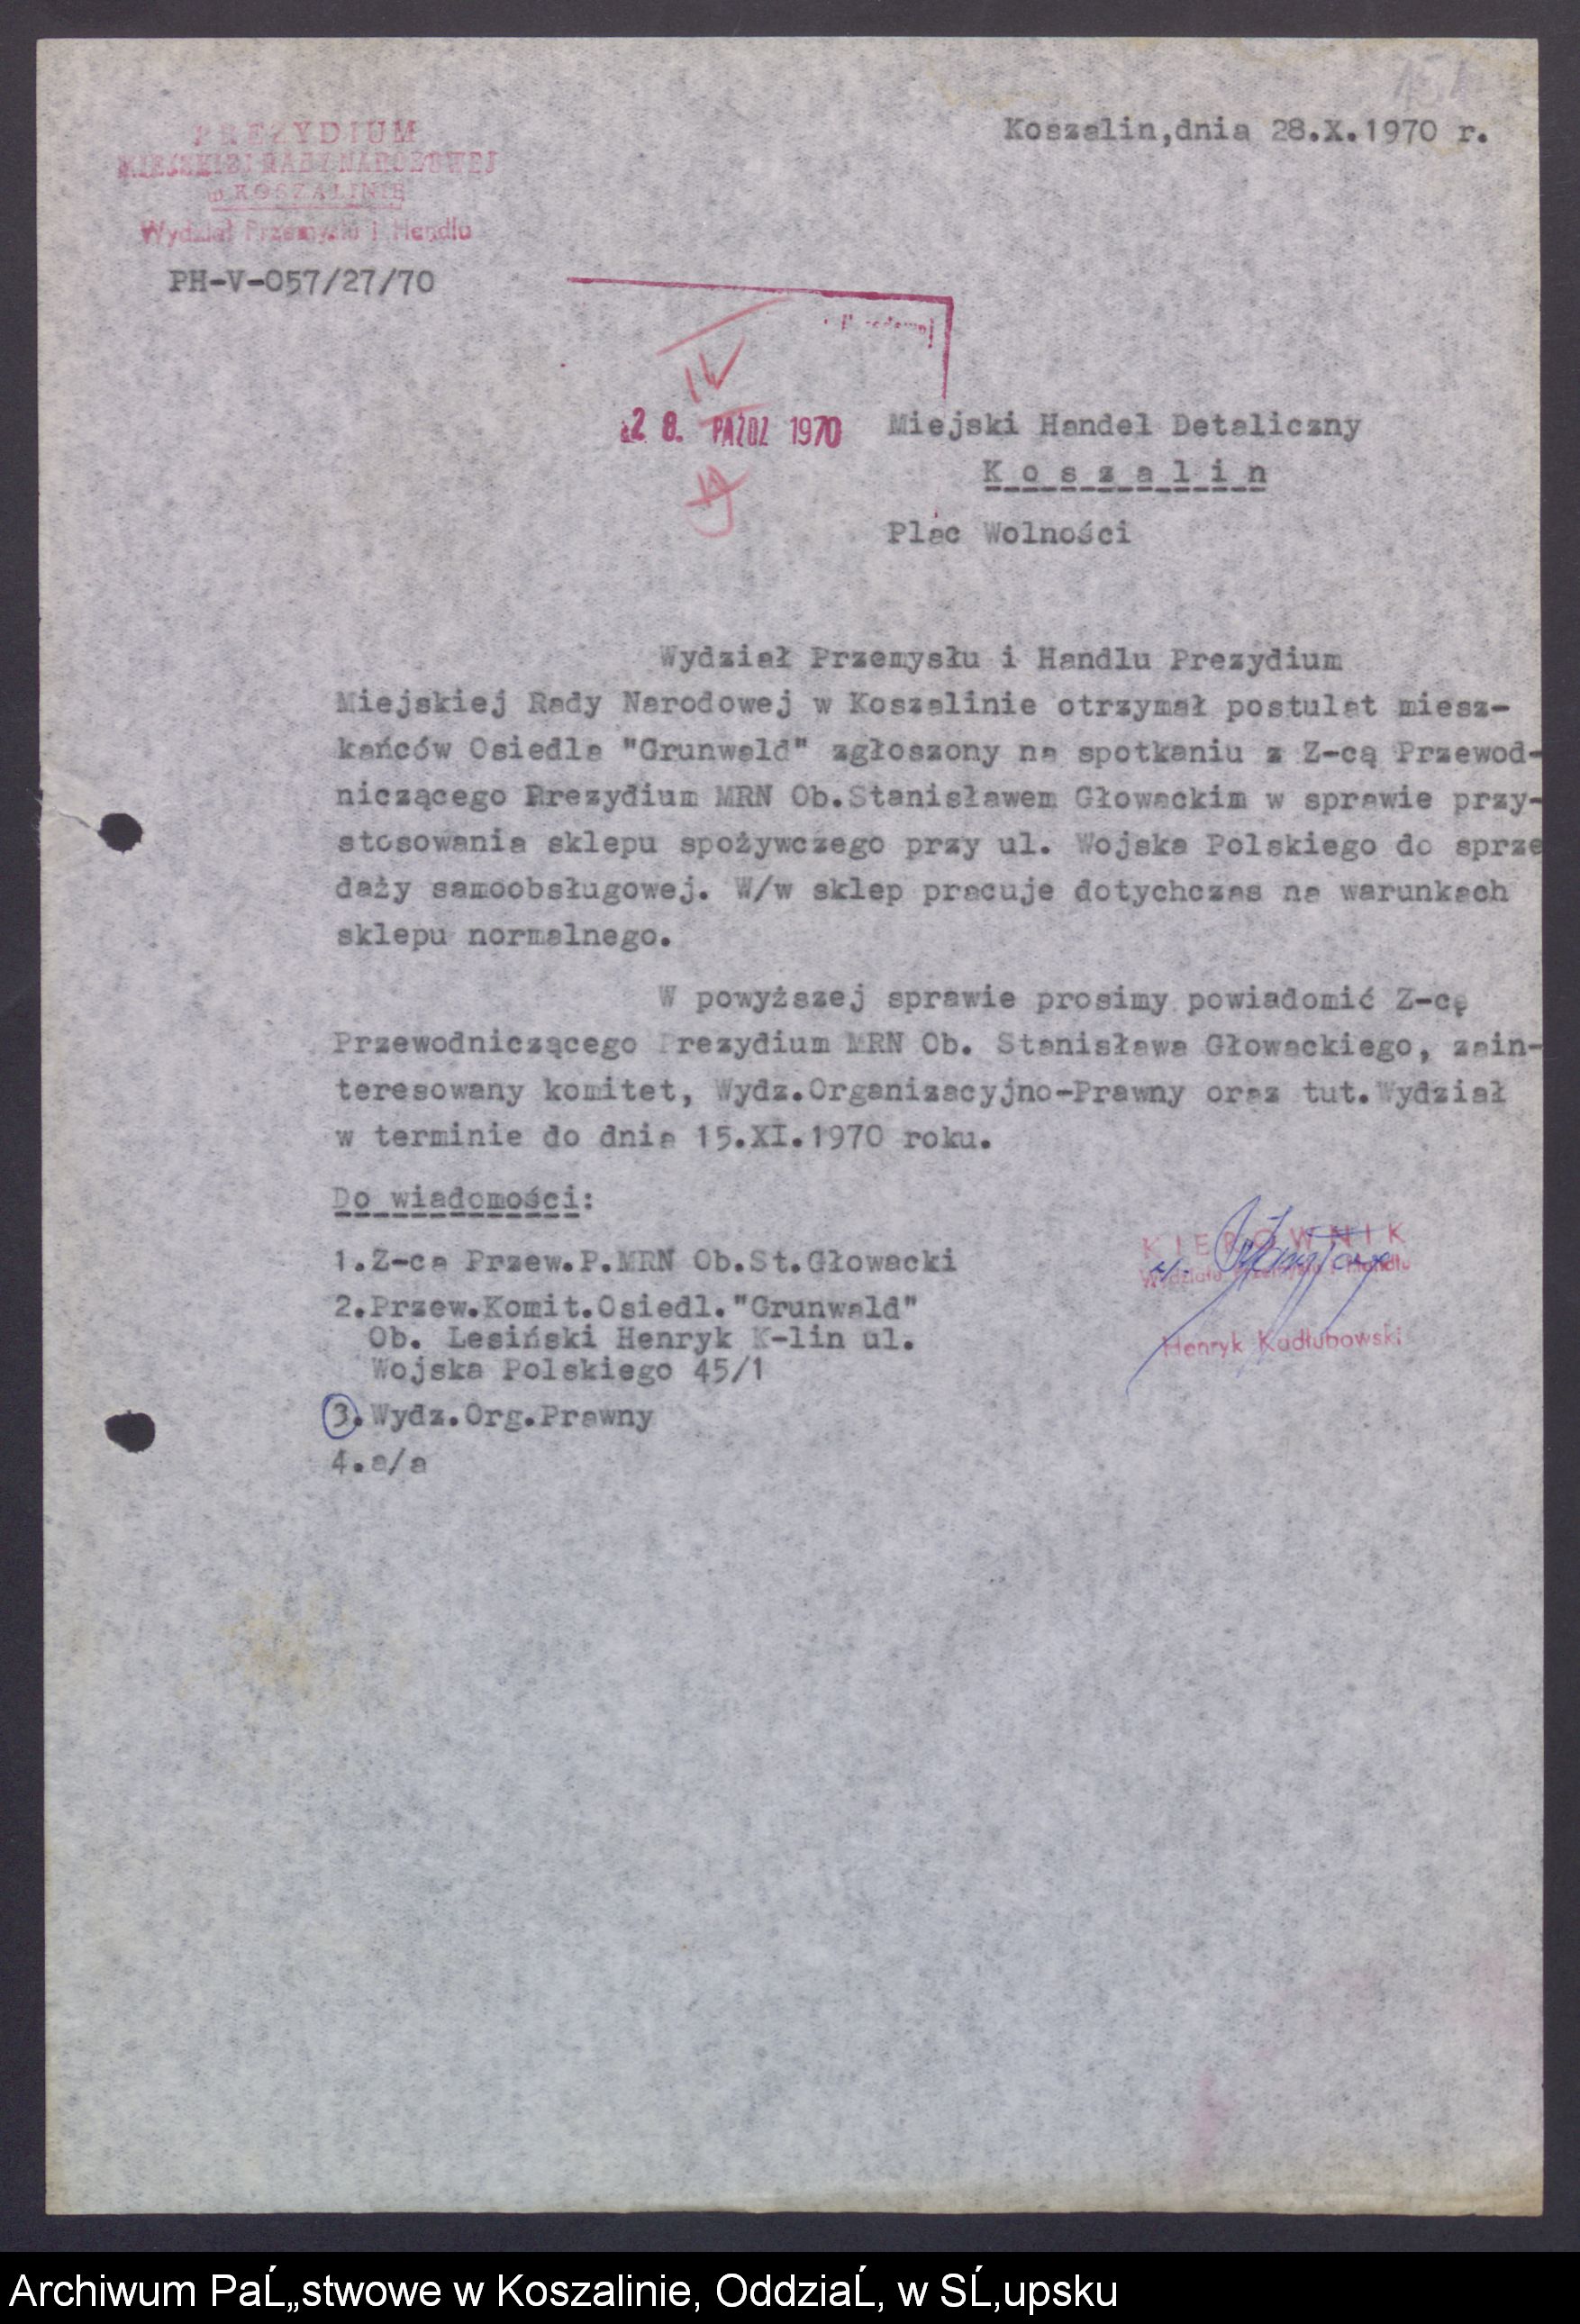 Koszalin,dnia 28.X.1970 r.
PREZYDIUM
MIEJSKIEJ RADY NARODOWEJ
w KOSZALINIE
Wydział Przemysłu i Handlu
PH-V-057/27/70
28. PAŹDZ 1970
Miejski Handel Detaliczny
Koszalin
Plac Wolności
Wydział Przemysłu i Handlu Prezydium
Miejskiej Rady Narodowej w Koszalinie otrzymał postulat miesz-
kańców Osiedla "Grunwald" zgłoszony na spotkaniu z Z-cą Przewod-
niczącego Prezydium MRN Ob.Stanisławem Głowackim w sprawie przy-
stosowania sklepu spożywczego przy ul. Wojska Polskiego do sprze
daży samoobsługowej. W/w sklep pracuje dotychczas na warunkach
sklepu normalnego.
W powyższej sprawie prosimy powiadomić Z-cę
Przewodniczącego Prezydium MRN Ob. Stanisława Głowackiego, zain-
teresowany komitet, Wydz.Organizacyjno-Prawny oraz tut.Wydział
w terminie do dnia 15.XI.1970 roku.
Do wiadomości:
1.Z-ca Przew.P.MRN Ob.St.Głowacki
2.Przew.Komit.Osiedl."Grunwald"
Ob. Lesiński Henryk K-lin ul.
Wojska Polskiego 45/1
3.Wydz.Org.Prawny
4.a/a
KIEROWNIK
Wydziału Przemysłu i Handlu
Henryk Kadłubowski
Archiwum PaĹ„stwowe w Koszalinie, OddziaĹ‚ w SĹ‚upsku